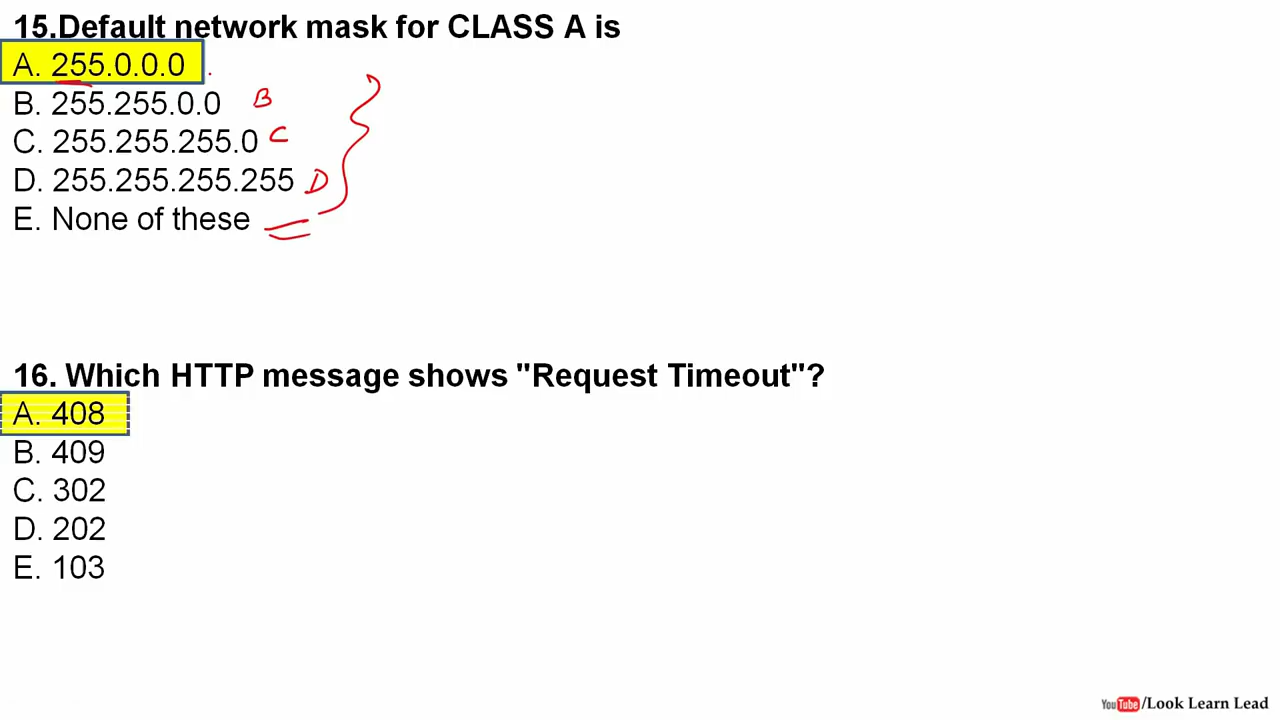 15.Default network mask for CLASS A is
A. 255.0.0.0
B. 255.255.0.0 B
C. 255.255.255.0 C
D. 255.255.255.255 D
E. None of these
16. Which HTTP message shows "Request Timeout"?
A. 408
B. 409
C. 302
D. 202
E. 103
YouTube/Look Learn Lead